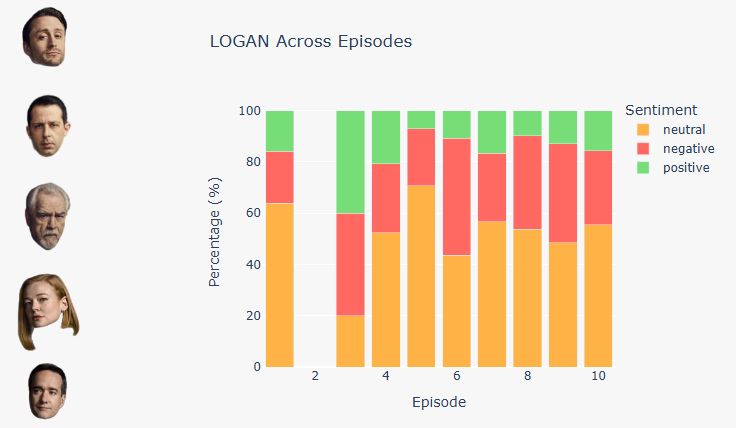 LOGAN Across Episodes
Sentiment
neutral
negative
positive
Percentage (%)
100
80
60
40
20
0
2 4 6 8 10
Episode